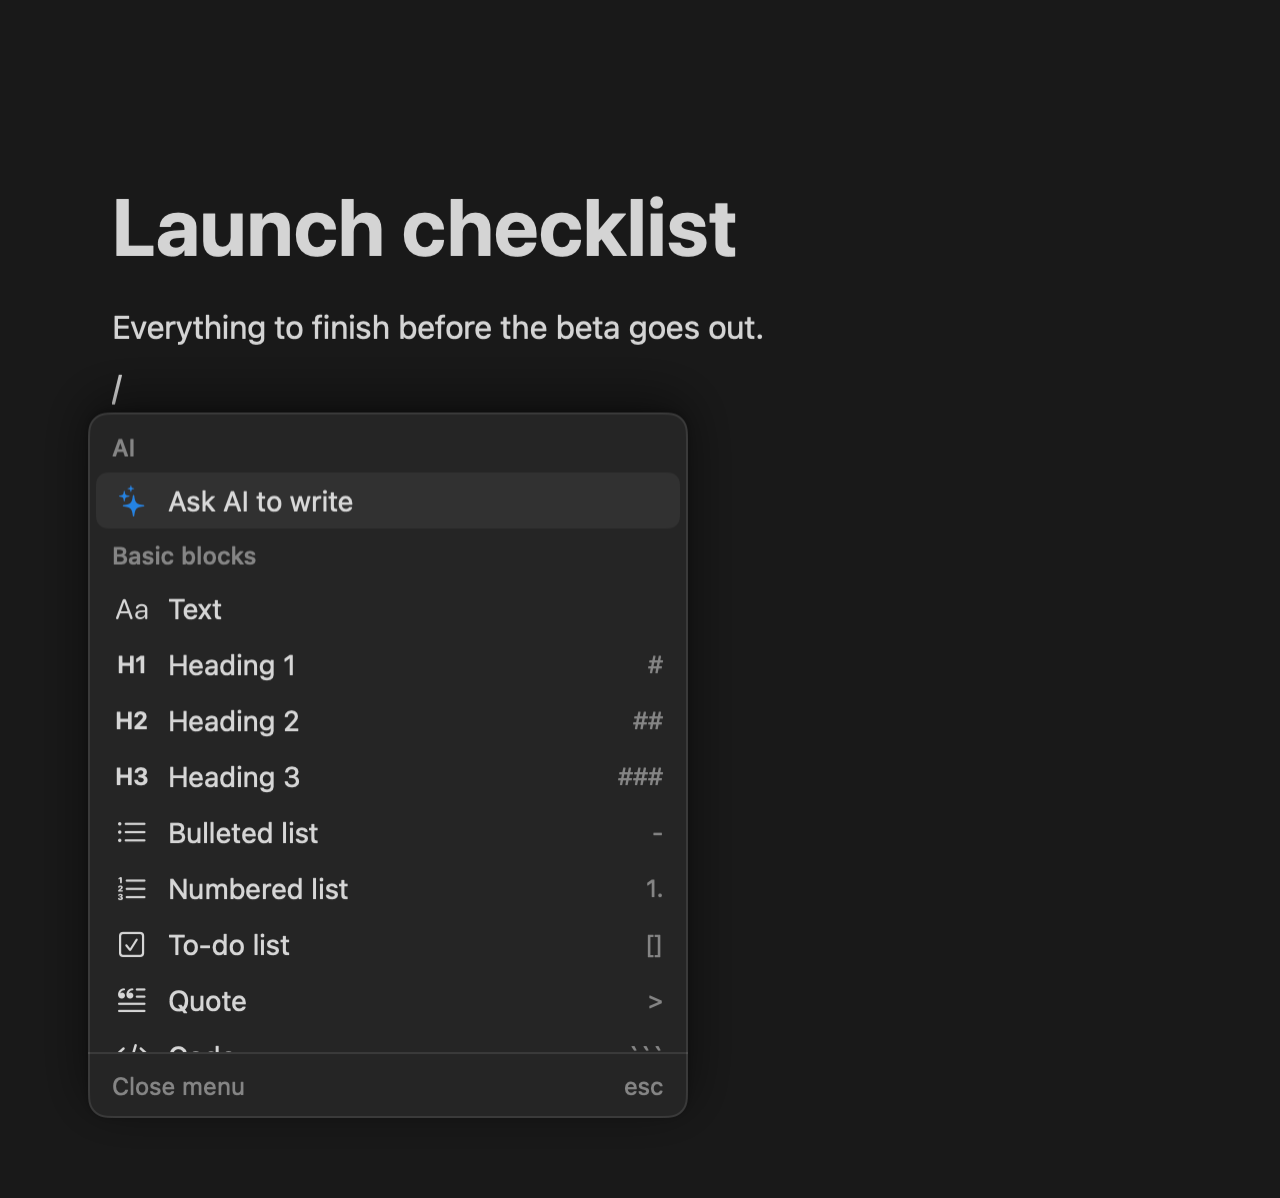 Launch checklist
Everything to finish before the beta goes out.
/
AI
Ask AI to write
Basic blocks
Aa Text
H1 Heading 1 #
H2 Heading 2 ##
H3 Heading 3 ###
Bulleted list -
Numbered list 1.
To-do list []
Quote >
Code ```
Close menu esc